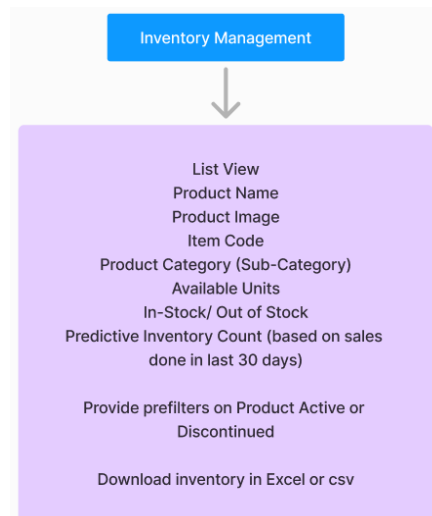 Inventory Management
List View
Product Name
Product Image
Item Code
Product Category (Sub-Category)
Available Units
In-Stock/ Out of Stock
Predictive Inventory Count (based on sales
done in last 30 days)
Provide prefilters on Product Active or
Discontinued
Download inventory in Excel or csv